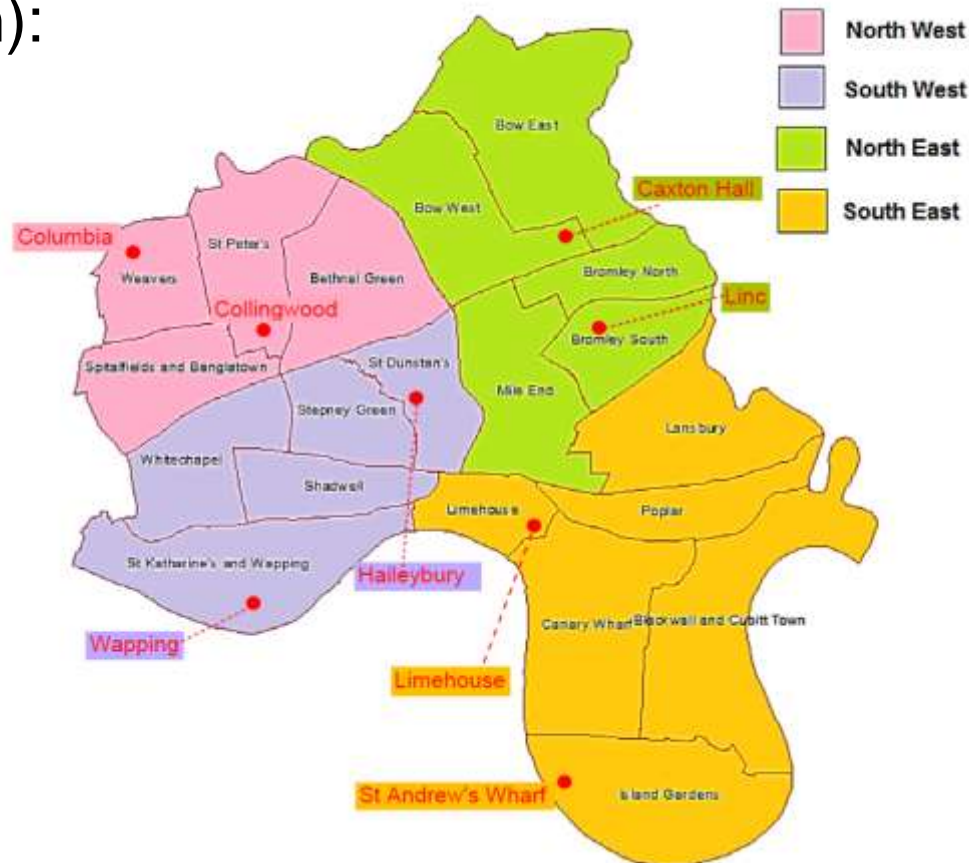 n):
North West
South West
North East
South East
Bow East
Caxton Hall
Bow West
Columbia
St Peter's
Weavers
Bethnal Green
Bromley North
Linc
Collingwood
Bromley South
Spitalfields and Banglatown
St Dunstan's
Mile End
Stepney Green
Lansbury
Whitechapel
Shadwell
Limehouse
Poplar
St Katharine's and Wapping
Haileybury
Canary Wharf
Blackwall and Cubitt Town
Wapping
Limehouse
St Andrew's Wharf
Island Gardens